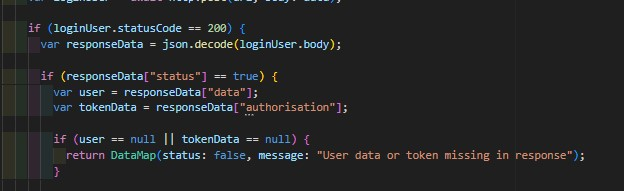 if (loginUser.statusCode == 200) {
var responseData = json.decode(loginUser.body);
if (responseData["status"] == true) {
var user = responseData["data"];
var tokenData = responseData["authorisation"];
if (user == null || tokenData == null) {
return DataMap(status: false, message: "User data or token missing in response");
}